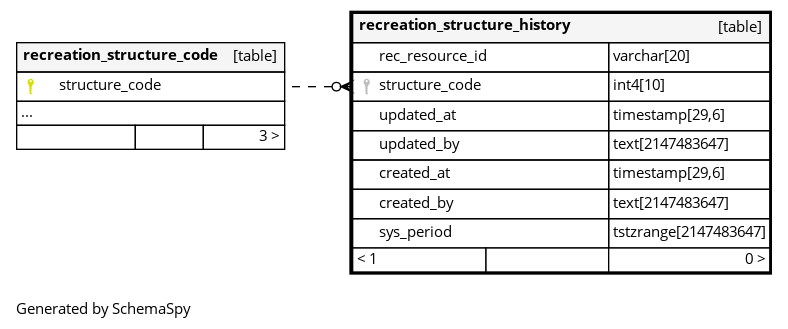 recreation_structure_code [table]
structure_code
...
3 >
recreation_structure_history [table]
rec_resource_id varchar[20]
structure_code int4[10]
updated_at timestamp[29,6]
updated_by text[2147483647]
created_at timestamp[29,6]
created_by text[2147483647]
sys_period tstzrange[2147483647]
< 1 0 >
Generated by SchemaSpy